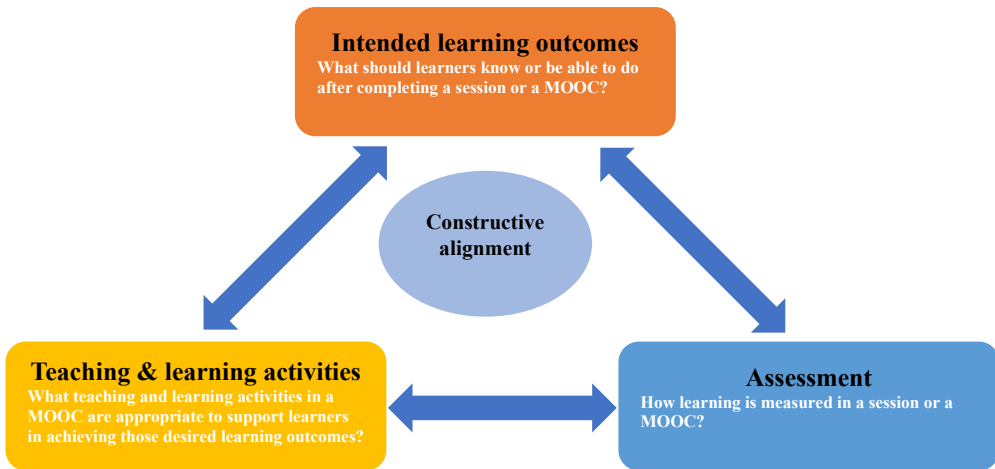 Intended learning outcomes
What should learners know or be able to do
after completing a session or a MOOC?
Constructive
alignment
Teaching & learning activities
What teaching and learning activities in a
MOOC are appropriate to support learners
in achieving those desired learning outcomes?
Assessment
How learning is measured in a session or a
MOOC?